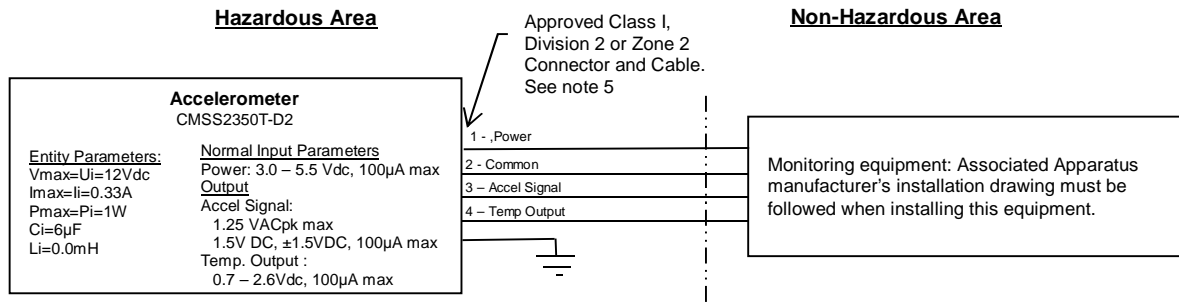 Hazardous Area
Non-Hazardous Area
Approved Class I,
Division 2 or Zone 2
Connector and Cable.
See note 5
Accelerometer
CMSS2350T-D2
Entity Parameters:
Vmax=Ui=12Vdc
Imax=Ii=0.33A
Pmax=Pi=1W
Ci=6µF
Li=0.0mH
Normal Input Parameters
Power: 3.0 – 5.5 Vdc, 100µA max
Output
Accel Signal:
1.25 VACpk max
1.5V DC, ±1.5VDC, 100µA max
Temp. Output :
0.7 – 2.6Vdc, 100µA max
1 - ,Power
2 - Common
3 – Accel Signal
4 – Temp Output
Monitoring equipment: Associated Apparatus
manufacturer's installation drawing must be
followed when installing this equipment.